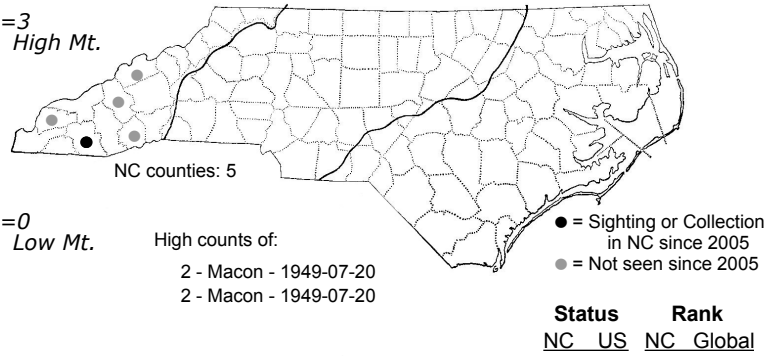 =3
High Mt.
NC counties: 5
=0
Low Mt.
High counts of:
2 - Macon - 1949-07-20
2 - Macon - 1949-07-20
● = Sighting or Collection
in NC since 2005
● = Not seen since 2005
Status Rank
NC US NC Global